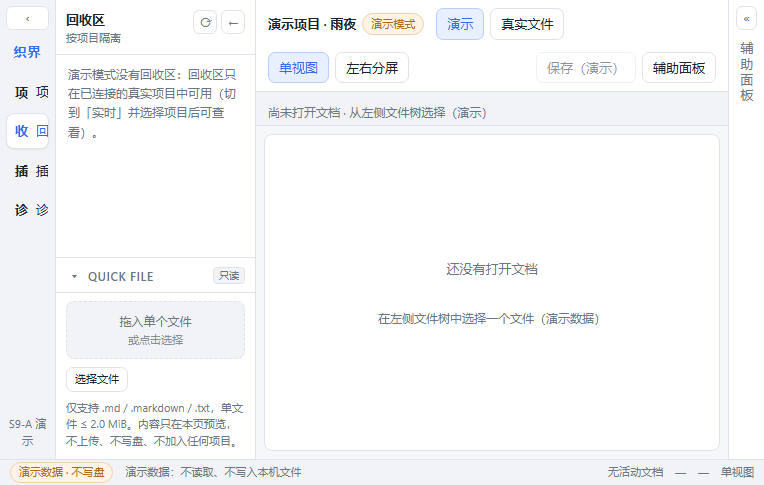 ‹
织界
项 项
收 回
插 插
诊 诊
S9-A 演
示
回收区
按项目隔离
←
演示模式没有回收区：回收区只
在已连接的真实项目中可用（切
到「实时」并选择项目后可查
看）。
QUICK FILE
只读
拖入单个文件
或点击选择
选择文件
仅支持 .md / .markdown / .txt，单文
件 ≤ 2.0 MiB。内容只在本页预览，
不上传、不写盘、不加入任何项目。
演示项目 · 雨夜
演示模式
演示
真实文件
单视图
左右分屏
保存（演示）
辅助面板
尚未打开文档 · 从左侧文件树选择（演示）
还没有打开文档
在左侧文件树中选择一个文件（演示数据）
«
辅
助
面
板
演示数据 · 不写盘
演示数据：不读取、不写入本机文件
无活动文档
—
—
单视图